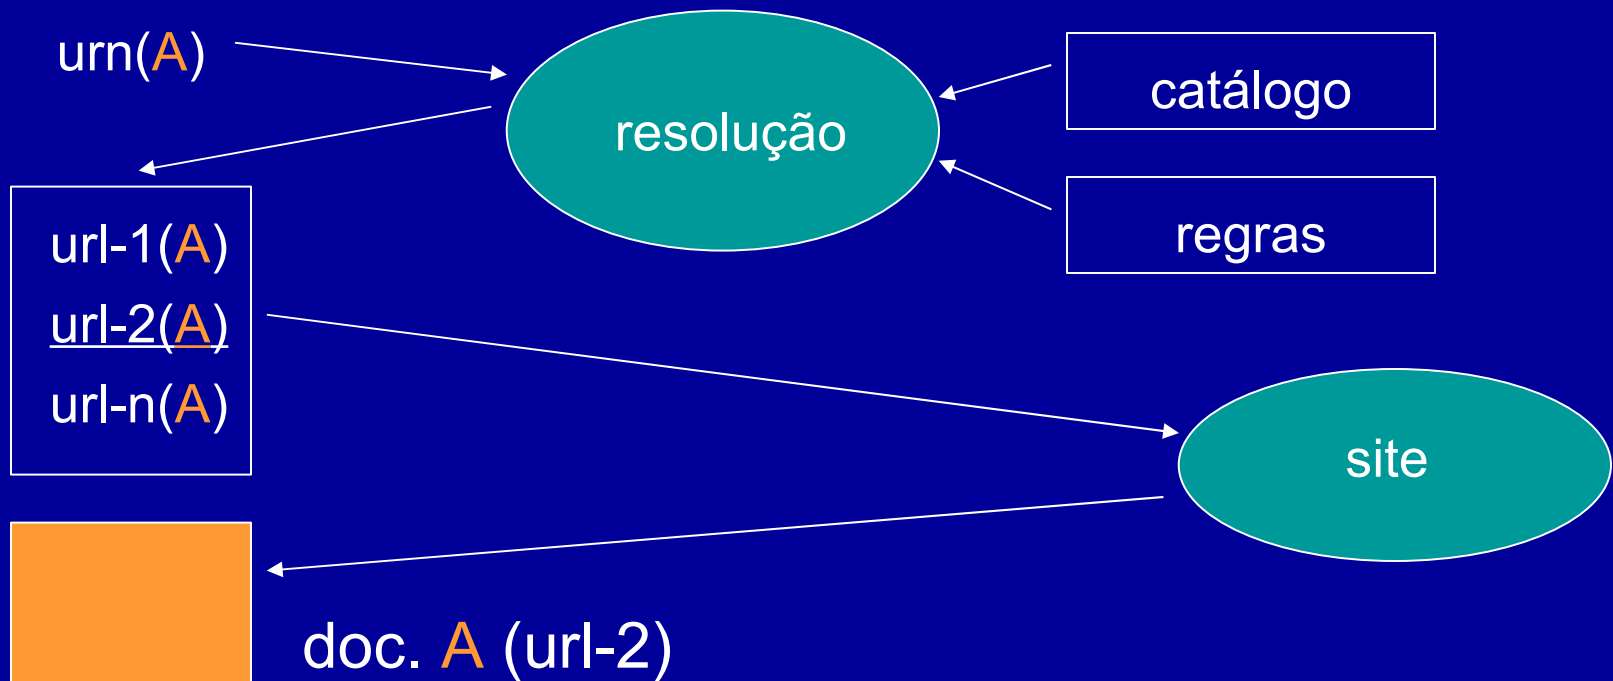 urn(A)
resolução
catálogo
regras
url-1(A)
url-2(A)
url-n(A)
site
doc. A (url-2)